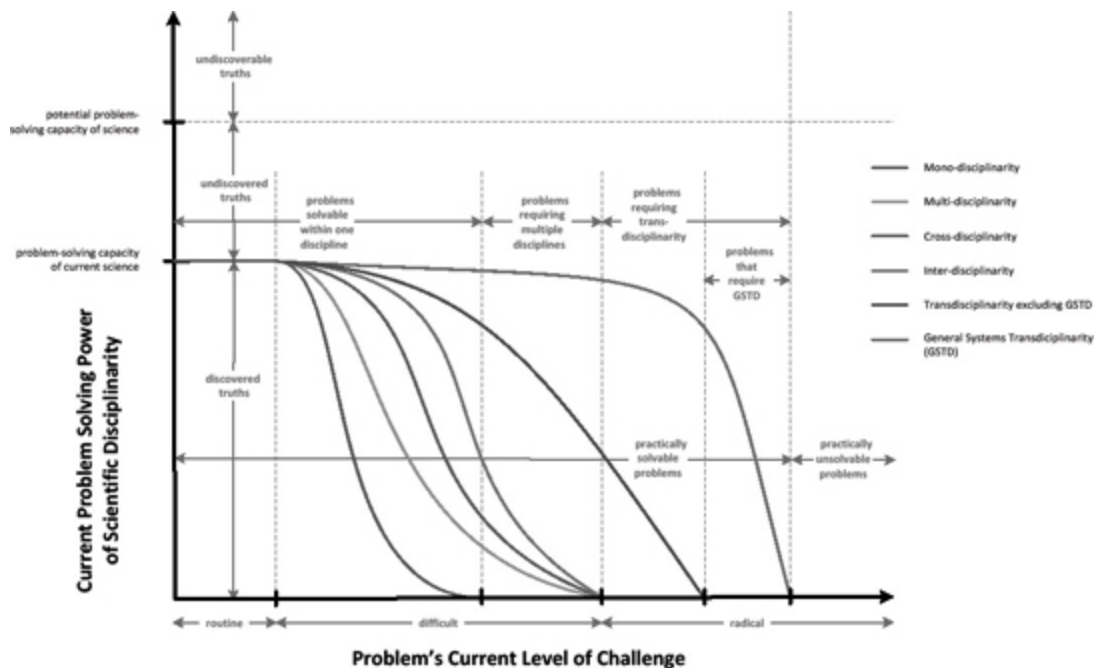 undiscoverable
truths
potential problem-
solving capacity of science
undiscovered
truths
problems
solvable
within one
discipline
problems
requiring
multiple
disciplines
problems
requiring
trans-
disciplinarity
problems
that
require
GSTD
problem-solving capacity
of current science
discovered
truths
Current Problem Solving Power
of Scientific Disciplinarity
practically
solvable
problems
practically
unsolvable
problems
routine
difficult
radical
Problem's Current Level of Challenge
Mono-disciplinarity
Multi-disciplinarity
Cross-disciplinarity
Inter-disciplinarity
Transdisciplinarity excluding GSTD
General Systems Transdiciplinarity
(GSTD)